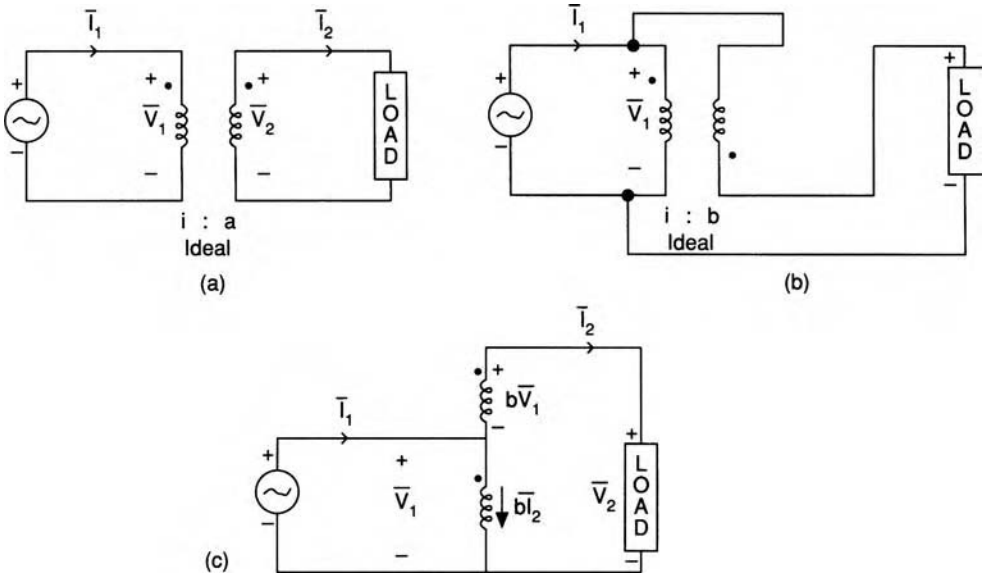 Ī₁
Ī₂
+
−
+
V̄₁
−
+
V̄₂
−
LOAD
i : a
Ideal
(a)
Ī₁
+
−
+
V̄₁
−
+
LOAD
−
i : b
Ideal
(b)
Ī₂
+
bV̄₁
−
Ī₁
+
−
+
V̄₁
−
bĪ₂
V̄₂
+
LOAD
−
(c)